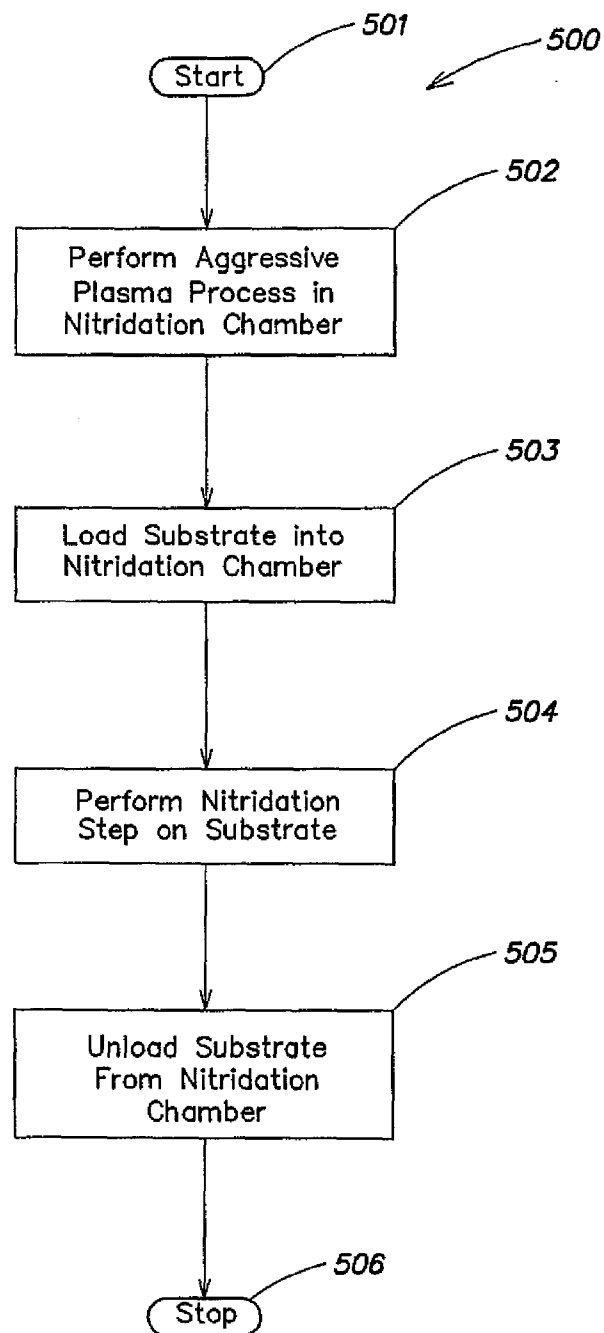 501
500
Start
502
Perform Aggressive
Plasma Process in
Nitridation Chamber
503
Load Substrate into
Nitridation Chamber
504
Perform Nitridation
Step on Substrate
505
Unload Substrate
From Nitridation
Chamber
506
Stop